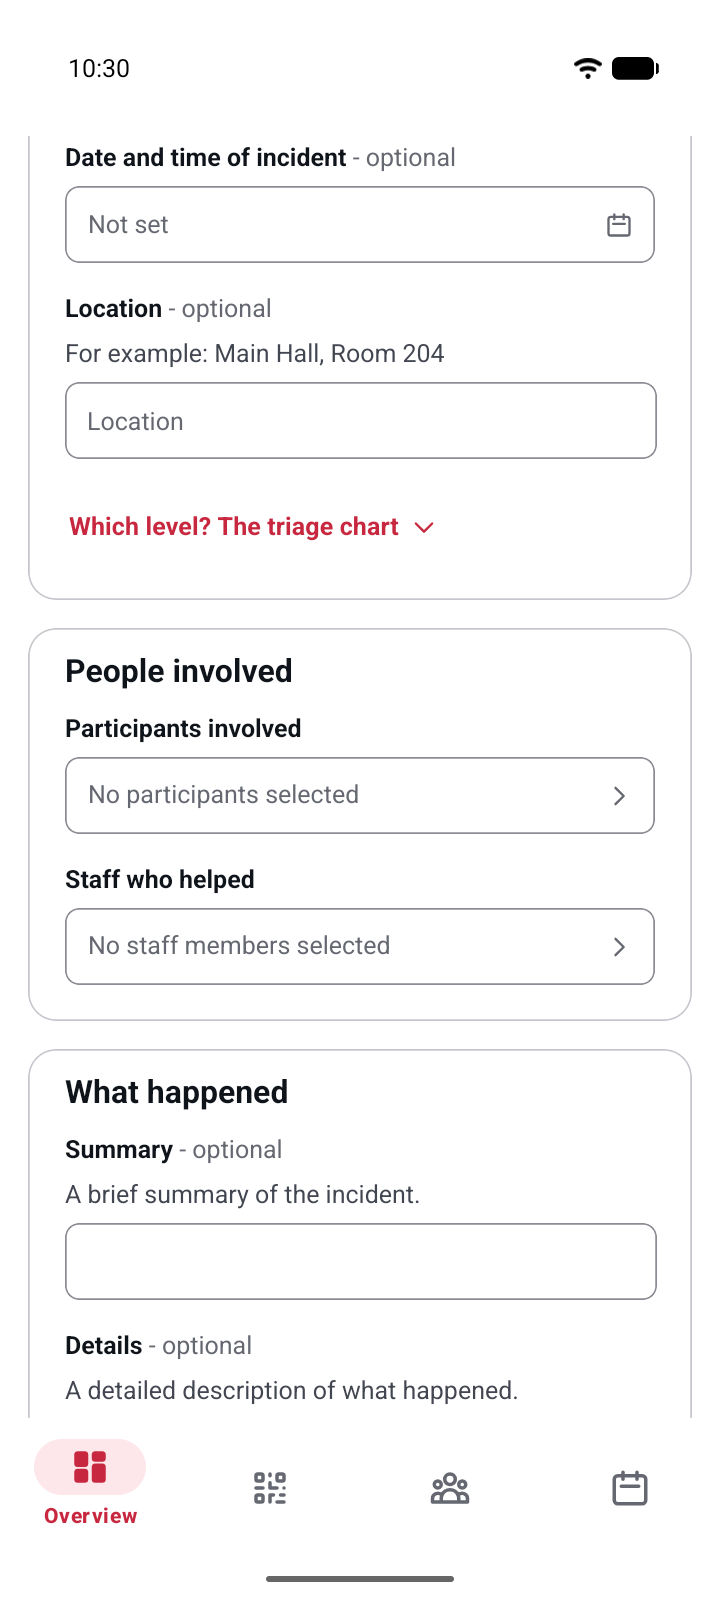 10:30
Date and time of incident - optional
Not set
Location - optional
For example: Main Hall, Room 204
Location
Which level? The triage chart
People involved
Participants involved
No participants selected
Staff who helped
No staff members selected
What happened
Summary - optional
A brief summary of the incident.
Details - optional
A detailed description of what happened.
Overview